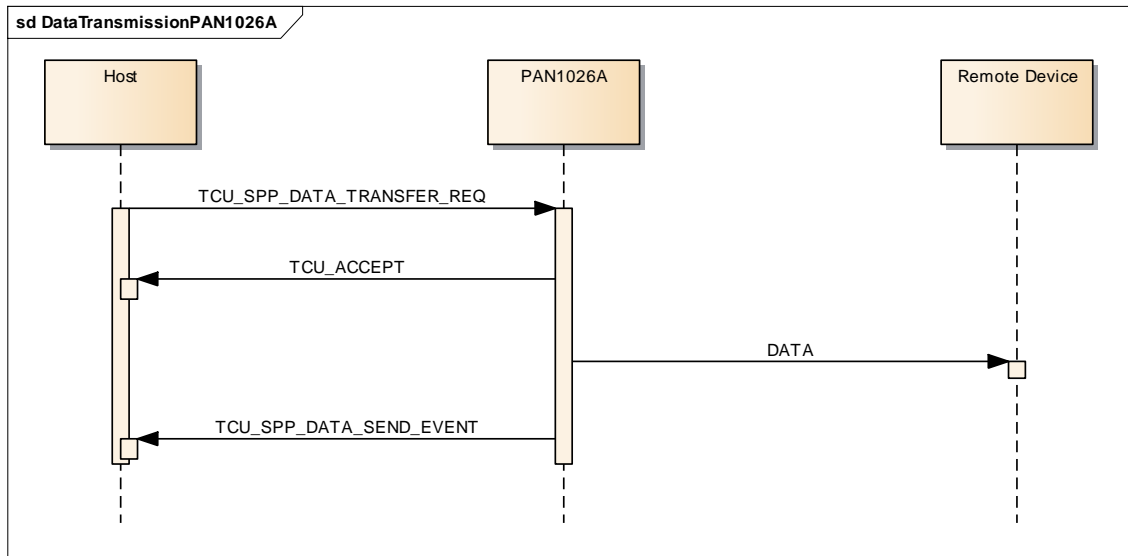 sd DataTransmissionPAN1026A
Host
PAN1026A
Remote Device
TCU_SPP_DATA_TRANSFER_REQ
TCU_ACCEPT
DATA
TCU_SPP_DATA_SEND_EVENT